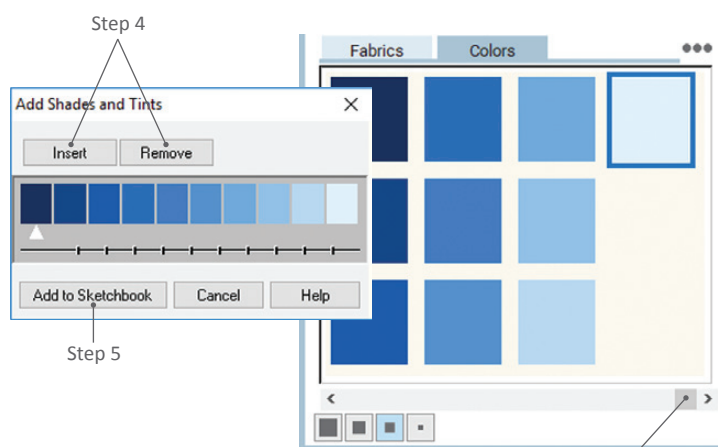 Step 4
Fabrics Colors
Add Shades and Tints
Insert Remove
Add to Sketchbook Cancel Help
Step 5